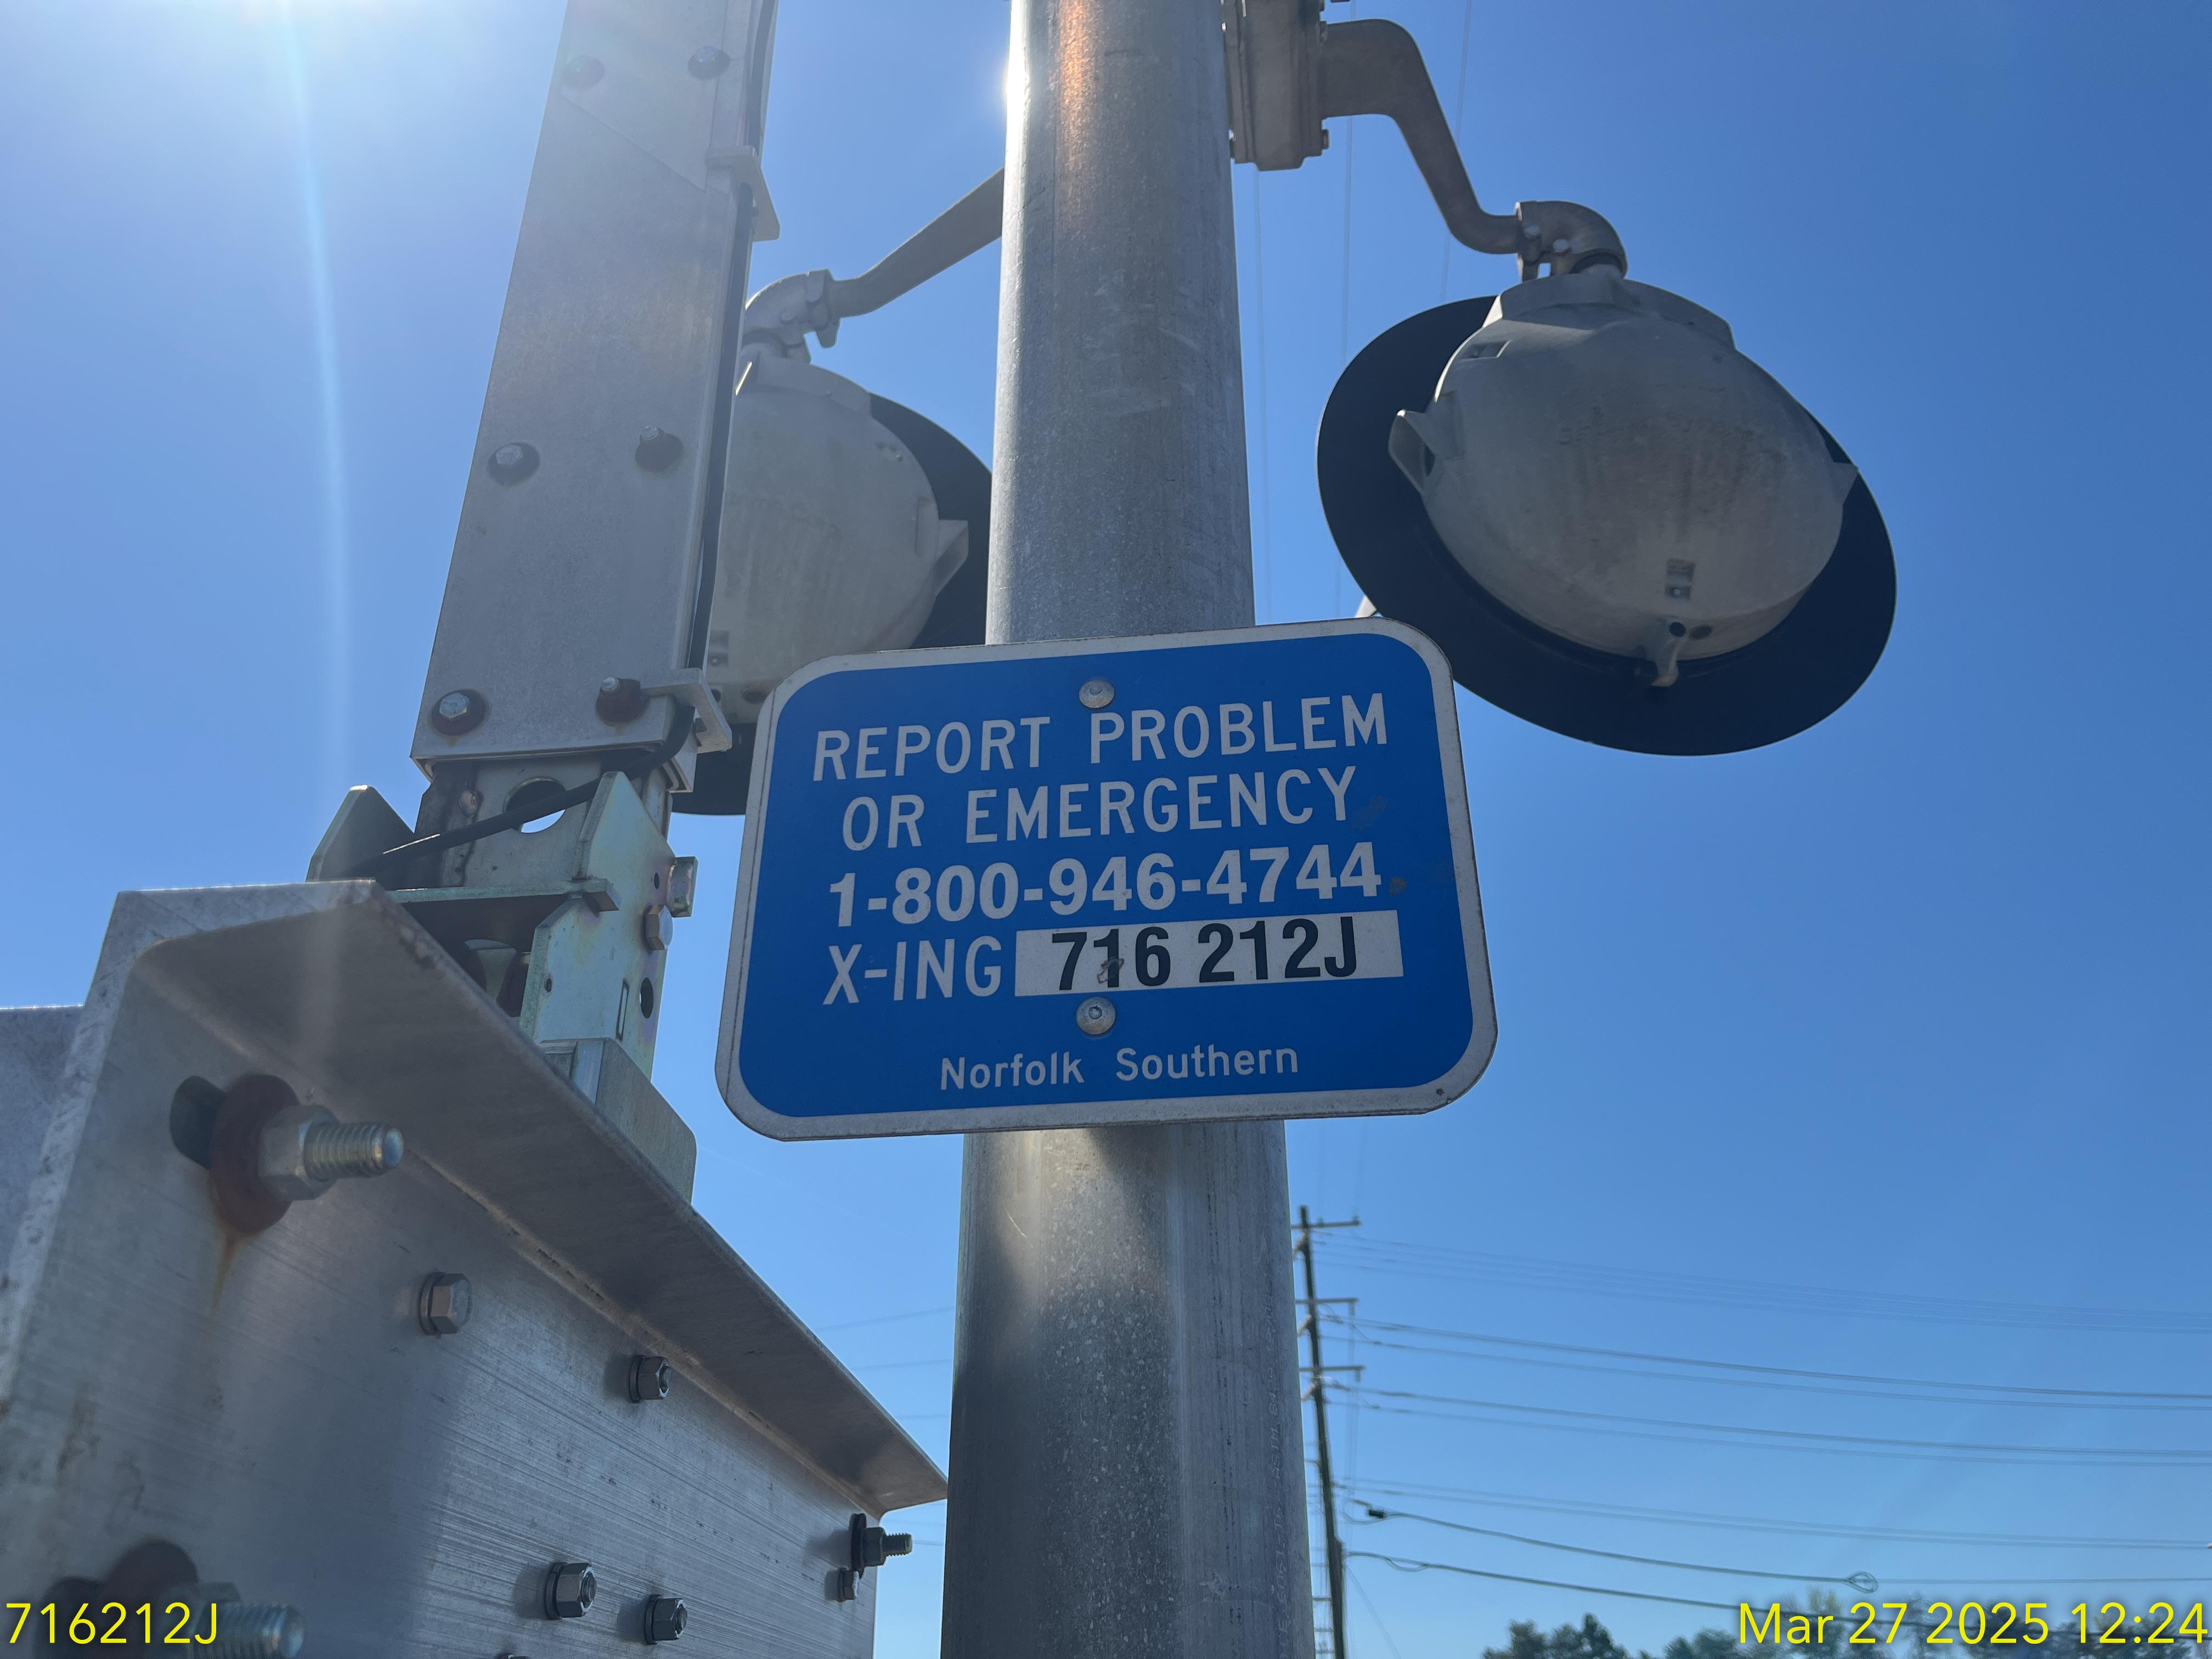 REPORT PROBLEM
OR EMERGENCY
1-800-946-4744
X-ING 716 212J
Norfolk Southern
716212J
Mar 27 2025 12:24